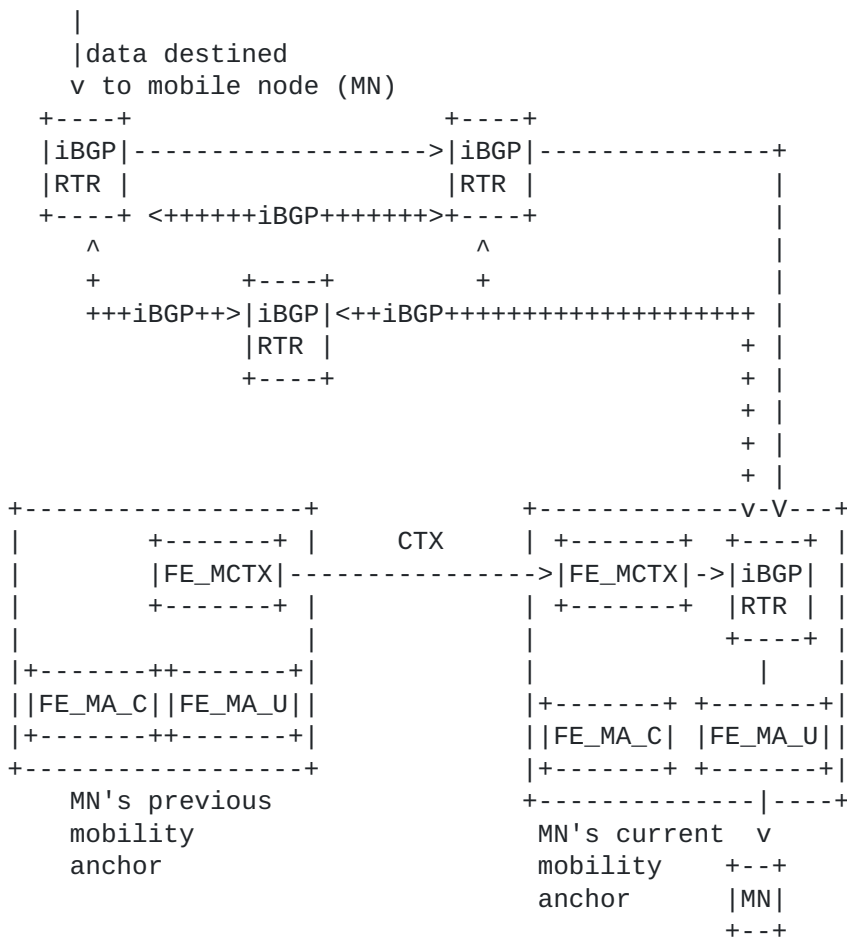 |
|data destined
v to mobile node (MN)
+----+                    +----+
|iBGP|------------------->|iBGP|---------------+
|RTR |                    |RTR |               |
+----+ <++++++iBGP+++++++>+----+               |
^                        ^                  |
+         +----+         +                  |
+++iBGP++>|iBGP|<++iBGP++++++++++++++++++++ |
|RTR |                          + |
+----+                          + |
+ |
+ |
+ |
+------------------+             +-------------v-V---+
|        +-------+ |     CTX     | +-------+  +----+ |
|        |FE_MCTX|---------------->|FE_MCTX|->|iBGP| |
|        +-------+ |             | +-------+  |RTR | |
|                  |             |            +----+ |
|+-------++-------+|             |              |    |
||FE_MA_C||FE_MA_U||             |+-------+ +-------+|
|+-------++-------+|             ||FE_MA_C| |FE_MA_U||
+------------------+             |+-------+ +-------+|
MN's previous                +--------------|----+
mobility                      MN's current  v
anchor                        mobility    +--+
anchor      |MN|
+--+